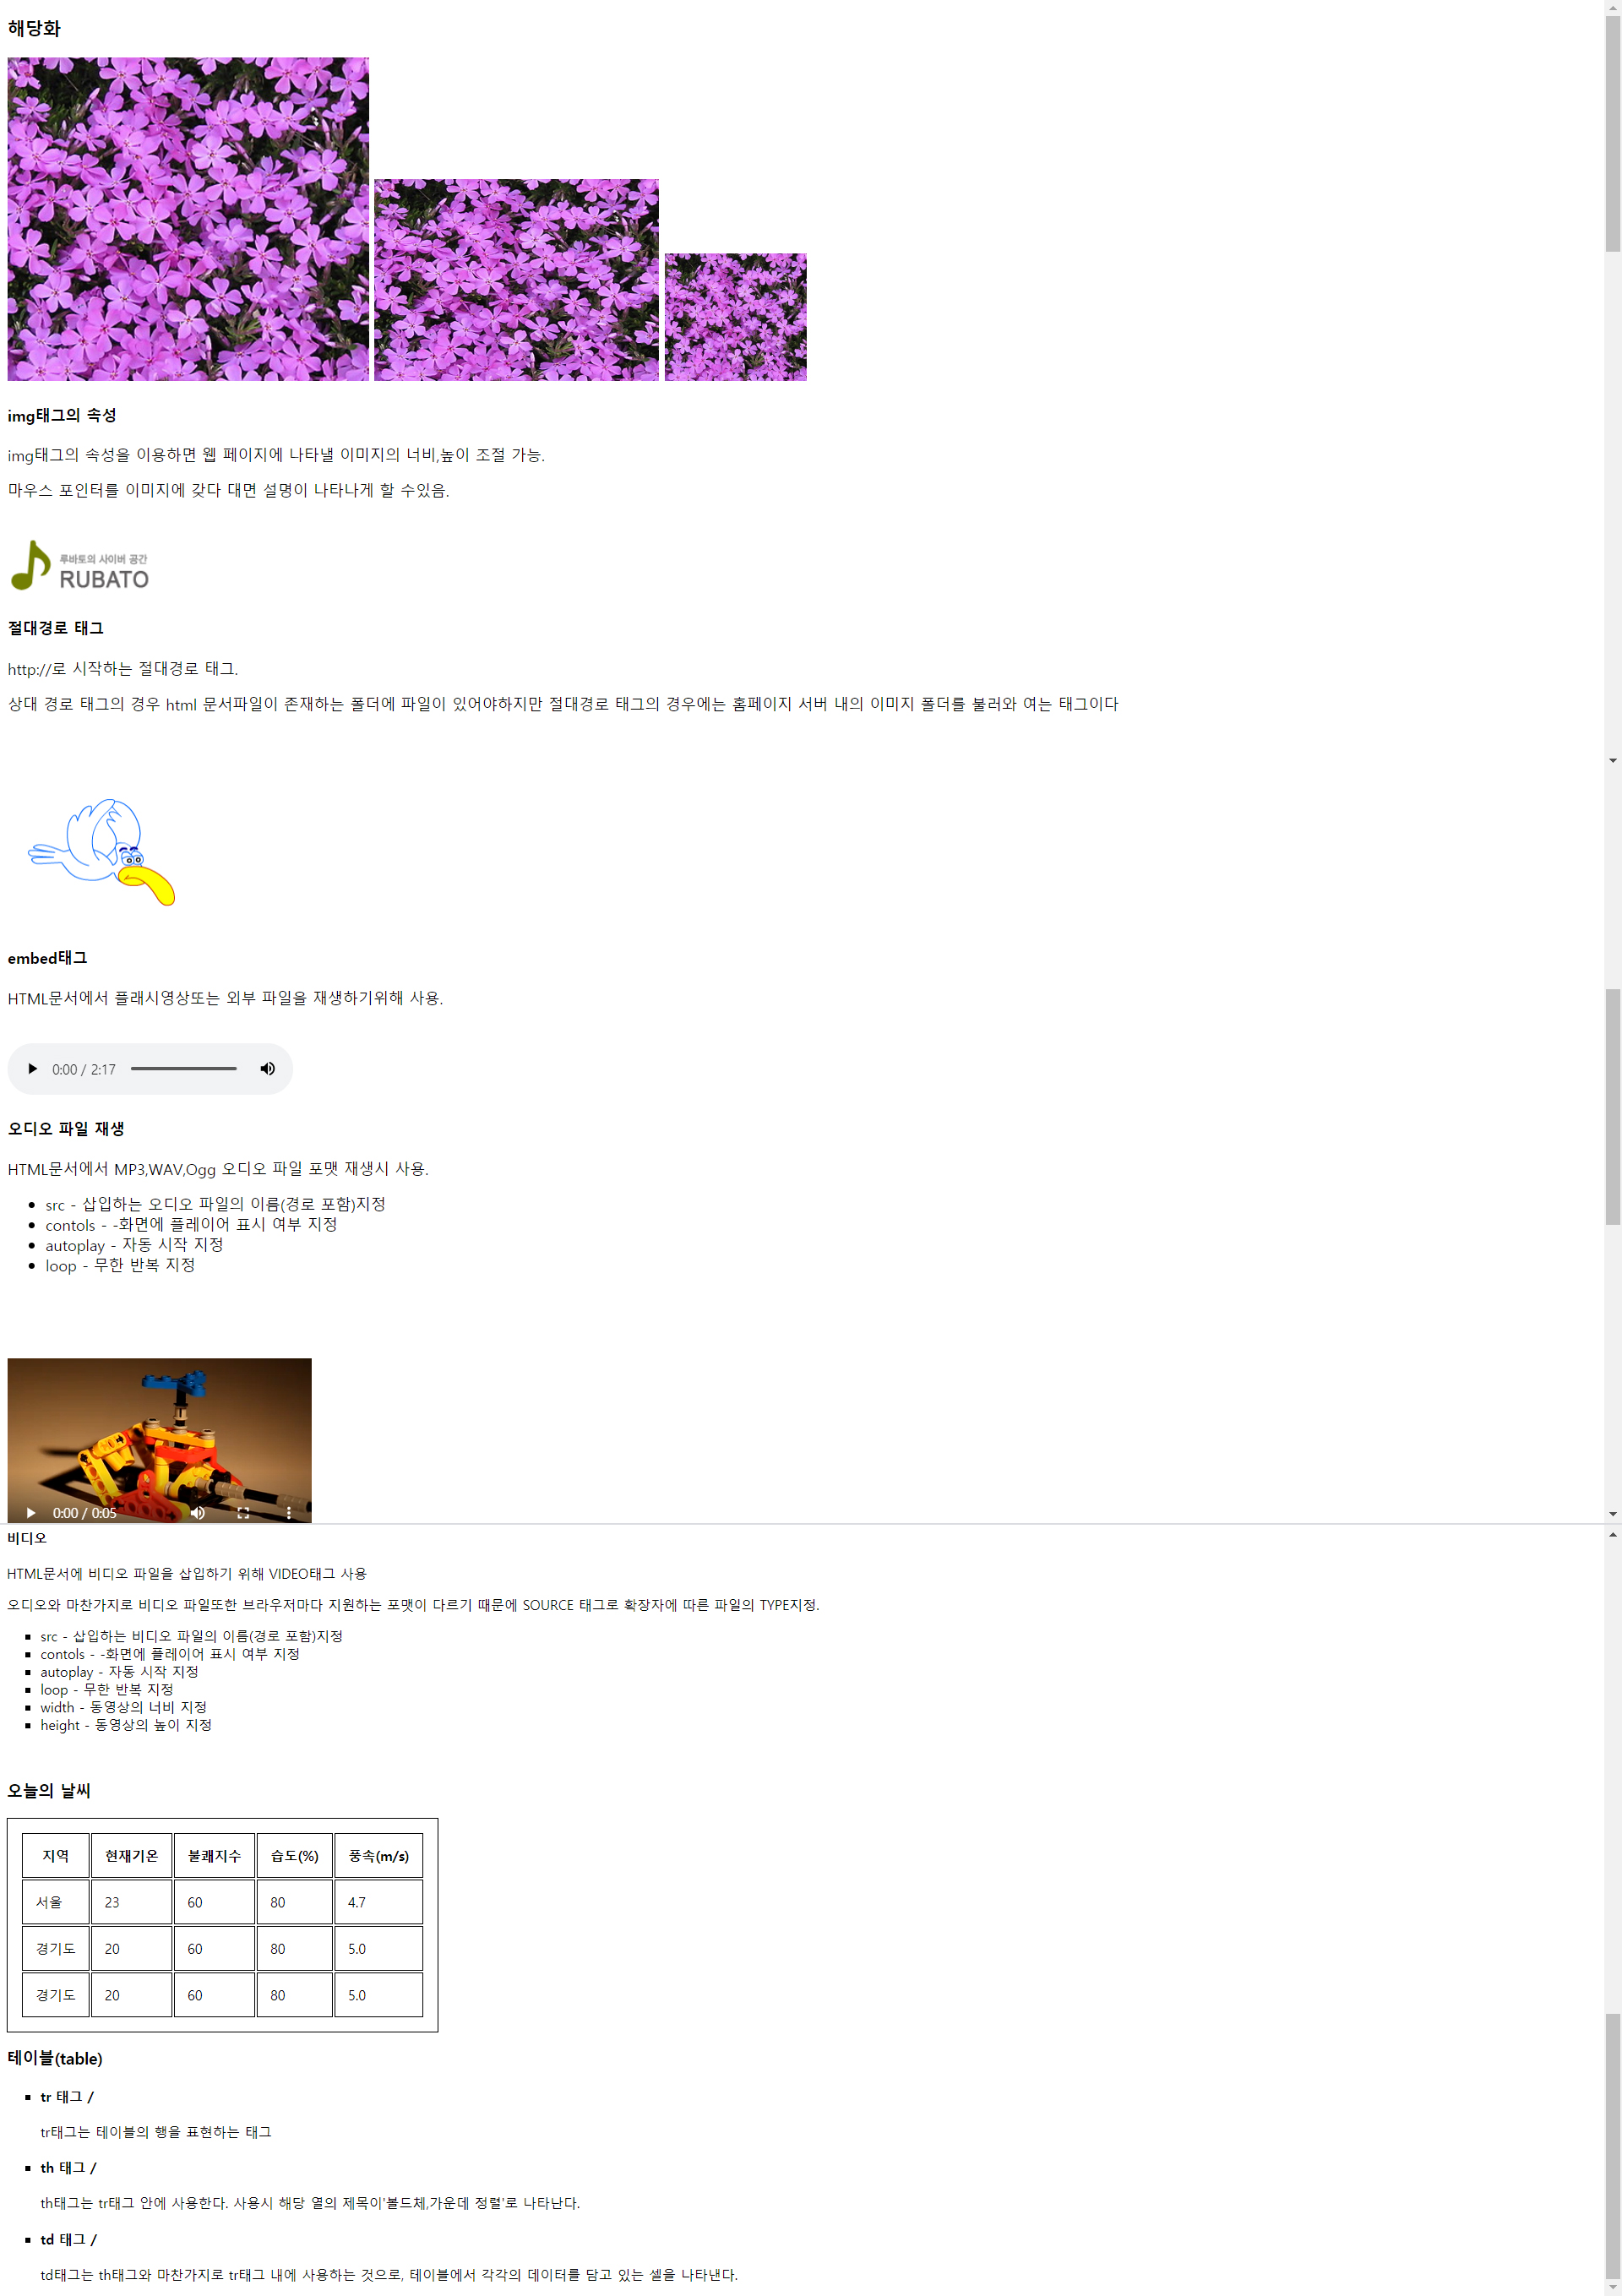 해당화
img태그의 속성
img태그의 속성을 이용하면 웹 페이지에 나타낼 이미지의 너비,높이 조절 가능.
마우스 포인터를 이미지에 갖다 대면 설명이 나타나게 할 수있음.
루바토의 사이버 공간
RUBATO
절대경로 태그
http://로 시작하는 절대경로 태그.
상대 경로 태그의 경우 html 문서파일이 존재하는 폴더에 파일이 있어야하지만 절대경로 태그의 경우에는 홈페이지 서버 내의 이미지 폴더를 불러와 여는 태그이다
embed태그
HTML문서에서 플래시영상또는 외부 파일을 재생하기위해 사용.
0:00 / 2:17
오디오 파일 재생
HTML문서에서 MP3,WAV,Ogg 오디오 파일 포맷 재생시 사용.
src - 삽입하는 오디오 파일의 이름(경로 포함)지정
contols - -화면에 플레이어 표시 여부 지정
autoplay - 자동 시작 지정
loop - 무한 반복 지정
0:00 / 0:05
비디오
HTML문서에 비디오 파일을 삽입하기 위해 VIDEO태그 사용
오디오와 마찬가지로 비디오 파일또한 브라우저마다 지원하는 포맷이 다르기 때문에 SOURCE 태그로 확장자에 따른 파일의 TYPE지정.
src - 삽입하는 비디오 파일의 이름(경로 포함)지정
contols - -화면에 플레이어 표시 여부 지정
autoplay - 자동 시작 지정
loop - 무한 반복 지정
width - 동영상의 너비 지정
height - 동영상의 높이 지정
오늘의 날씨
지역 현재기온 불쾌지수 습도(%) 풍속(m/s)
서울 23 60 80 4.7
경기도 20 60 80 5.0
경기도 20 60 80 5.0
테이블(table)
tr 태그 /
tr태그는 테이블의 행을 표현하는 태그
th 태그 /
th태그는 tr태그 안에 사용한다. 사용시 해당 열의 제목이'볼드체,가운데 정렬'로 나타난다.
td 태그 /
td태그는 th태그와 마찬가지로 tr태그 내에 사용하는 것으로, 테이블에서 각각의 데이터를 담고 있는 셀을 나타낸다.